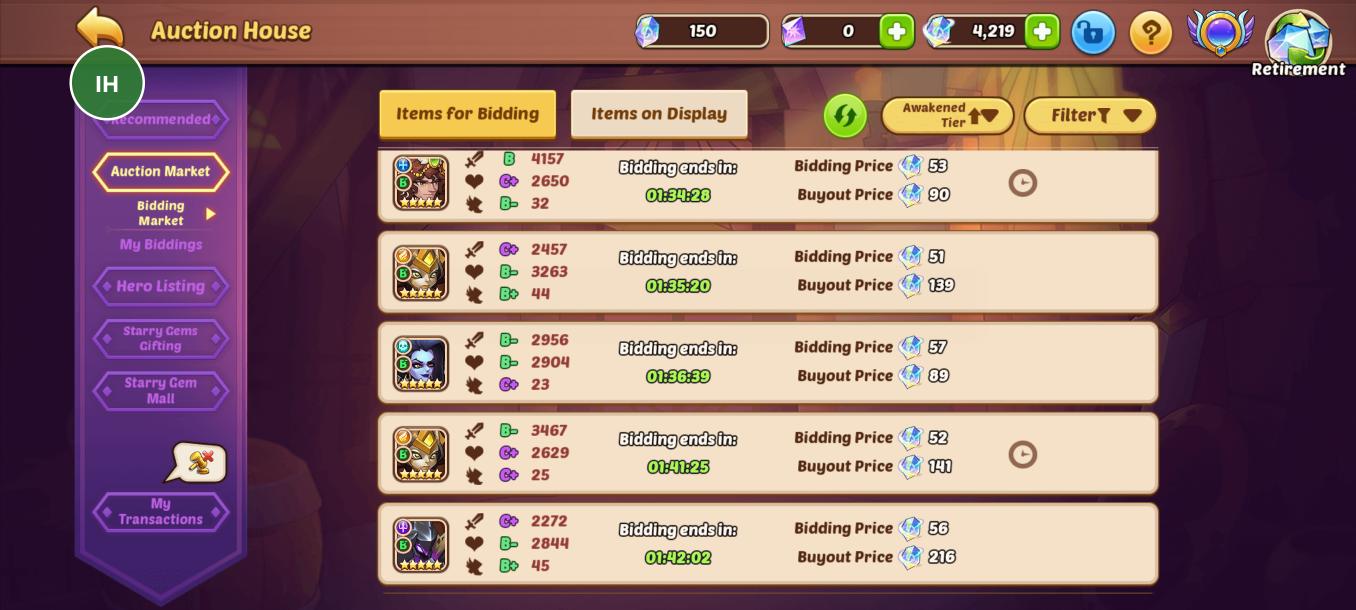 Auction House
150
0
4,219
?
Retirement
IH
Recommended
Auction Market
Bidding
Market
My Biddings
Hero Listing
Starry Gems
Gifting
Starry Gem
Mall
My
Transactions
Items for Bidding
Items on Display
Awakened
Tier
Filter
B
B 4157
C+ 2650
B- 32
Bidding ends in:
01:34:28
Bidding Price 53
Buyout Price 90
B
C+ 2457
B- 3263
B+ 44
Bidding ends in:
01:35:20
Bidding Price 51
Buyout Price 139
B
B- 2956
B- 2904
C+ 23
Bidding ends in:
01:36:39
Bidding Price 57
Buyout Price 89
B
B- 3467
C+ 2629
C+ 25
Bidding ends in:
01:41:25
Bidding Price 52
Buyout Price 141
B
C+ 2272
B- 2844
B+ 45
Bidding ends in:
01:42:02
Bidding Price 56
Buyout Price 216